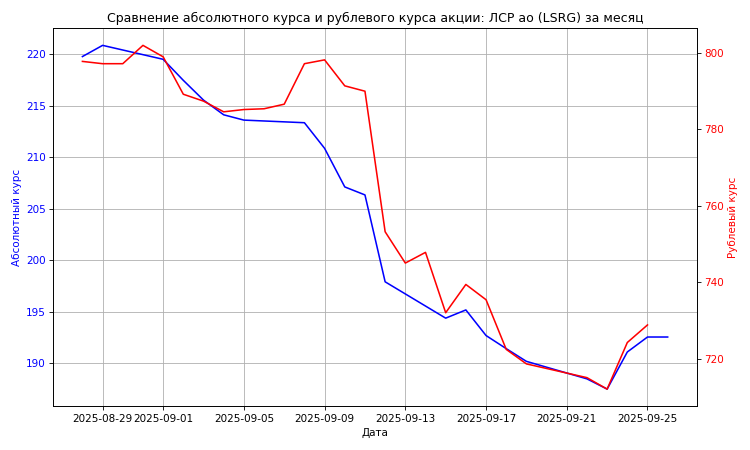 Сравнение абсолютного курса и рублевого курса акции: ЛСР ао (LSRG) за месяц
220
215
210
205
200
195
190
Абсолютный курс
800
780
760
740
720
Рублевый курс
2025-08-29 2025-09-01 2025-09-05 2025-09-09 2025-09-13 2025-09-17 2025-09-21 2025-09-25
Дата